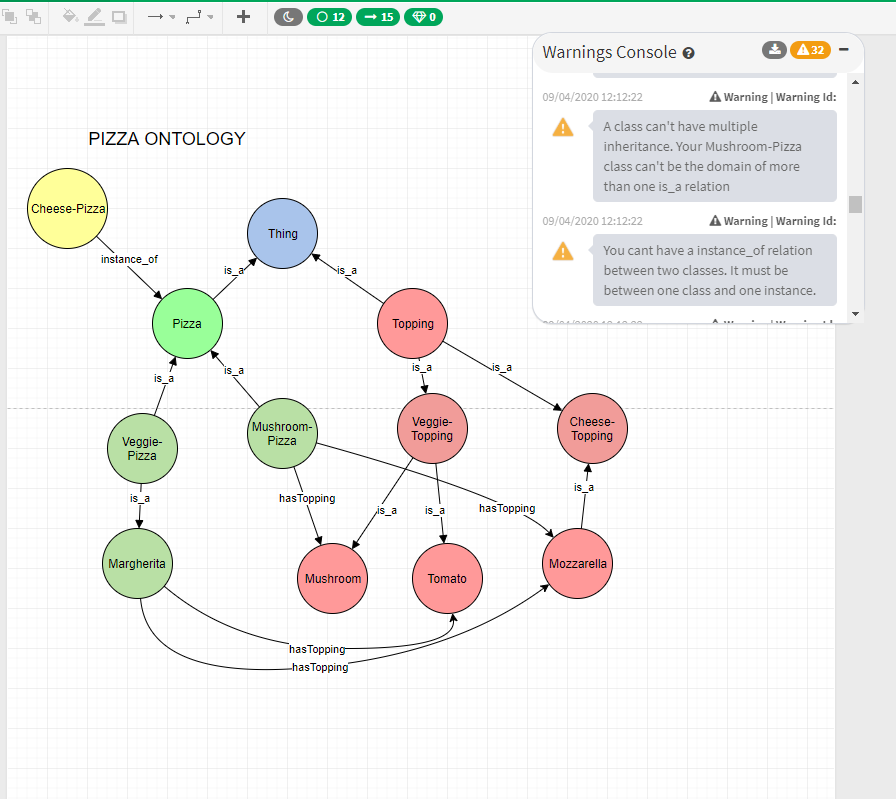 12
15
0
Warnings Console
32
09/04/2020 12:12:22
Warning | Warning Id:
A class can't have multiple
inheritance. Your Mushroom-Pizza
class can't be the domain of more
than one is_a relation
09/04/2020 12:12:22
Warning | Warning Id:
You cant have a instance_of relation
between two classes. It must be
between one class and one instance.
PIZZA ONTOLOGY
Cheese-Pizza
Thing
instance_of
is_a
is_a
Pizza
Topping
is_a
is_a
is_a
is_a
Veggie-
Pizza
Mushroom-
Pizza
Veggie-
Topping
Cheese-
Topping
is_a
hasTopping
is_a
is_a
hasTopping
is_a
Margherita
Mushroom
Tomato
Mozzarella
hasTopping
hasTopping